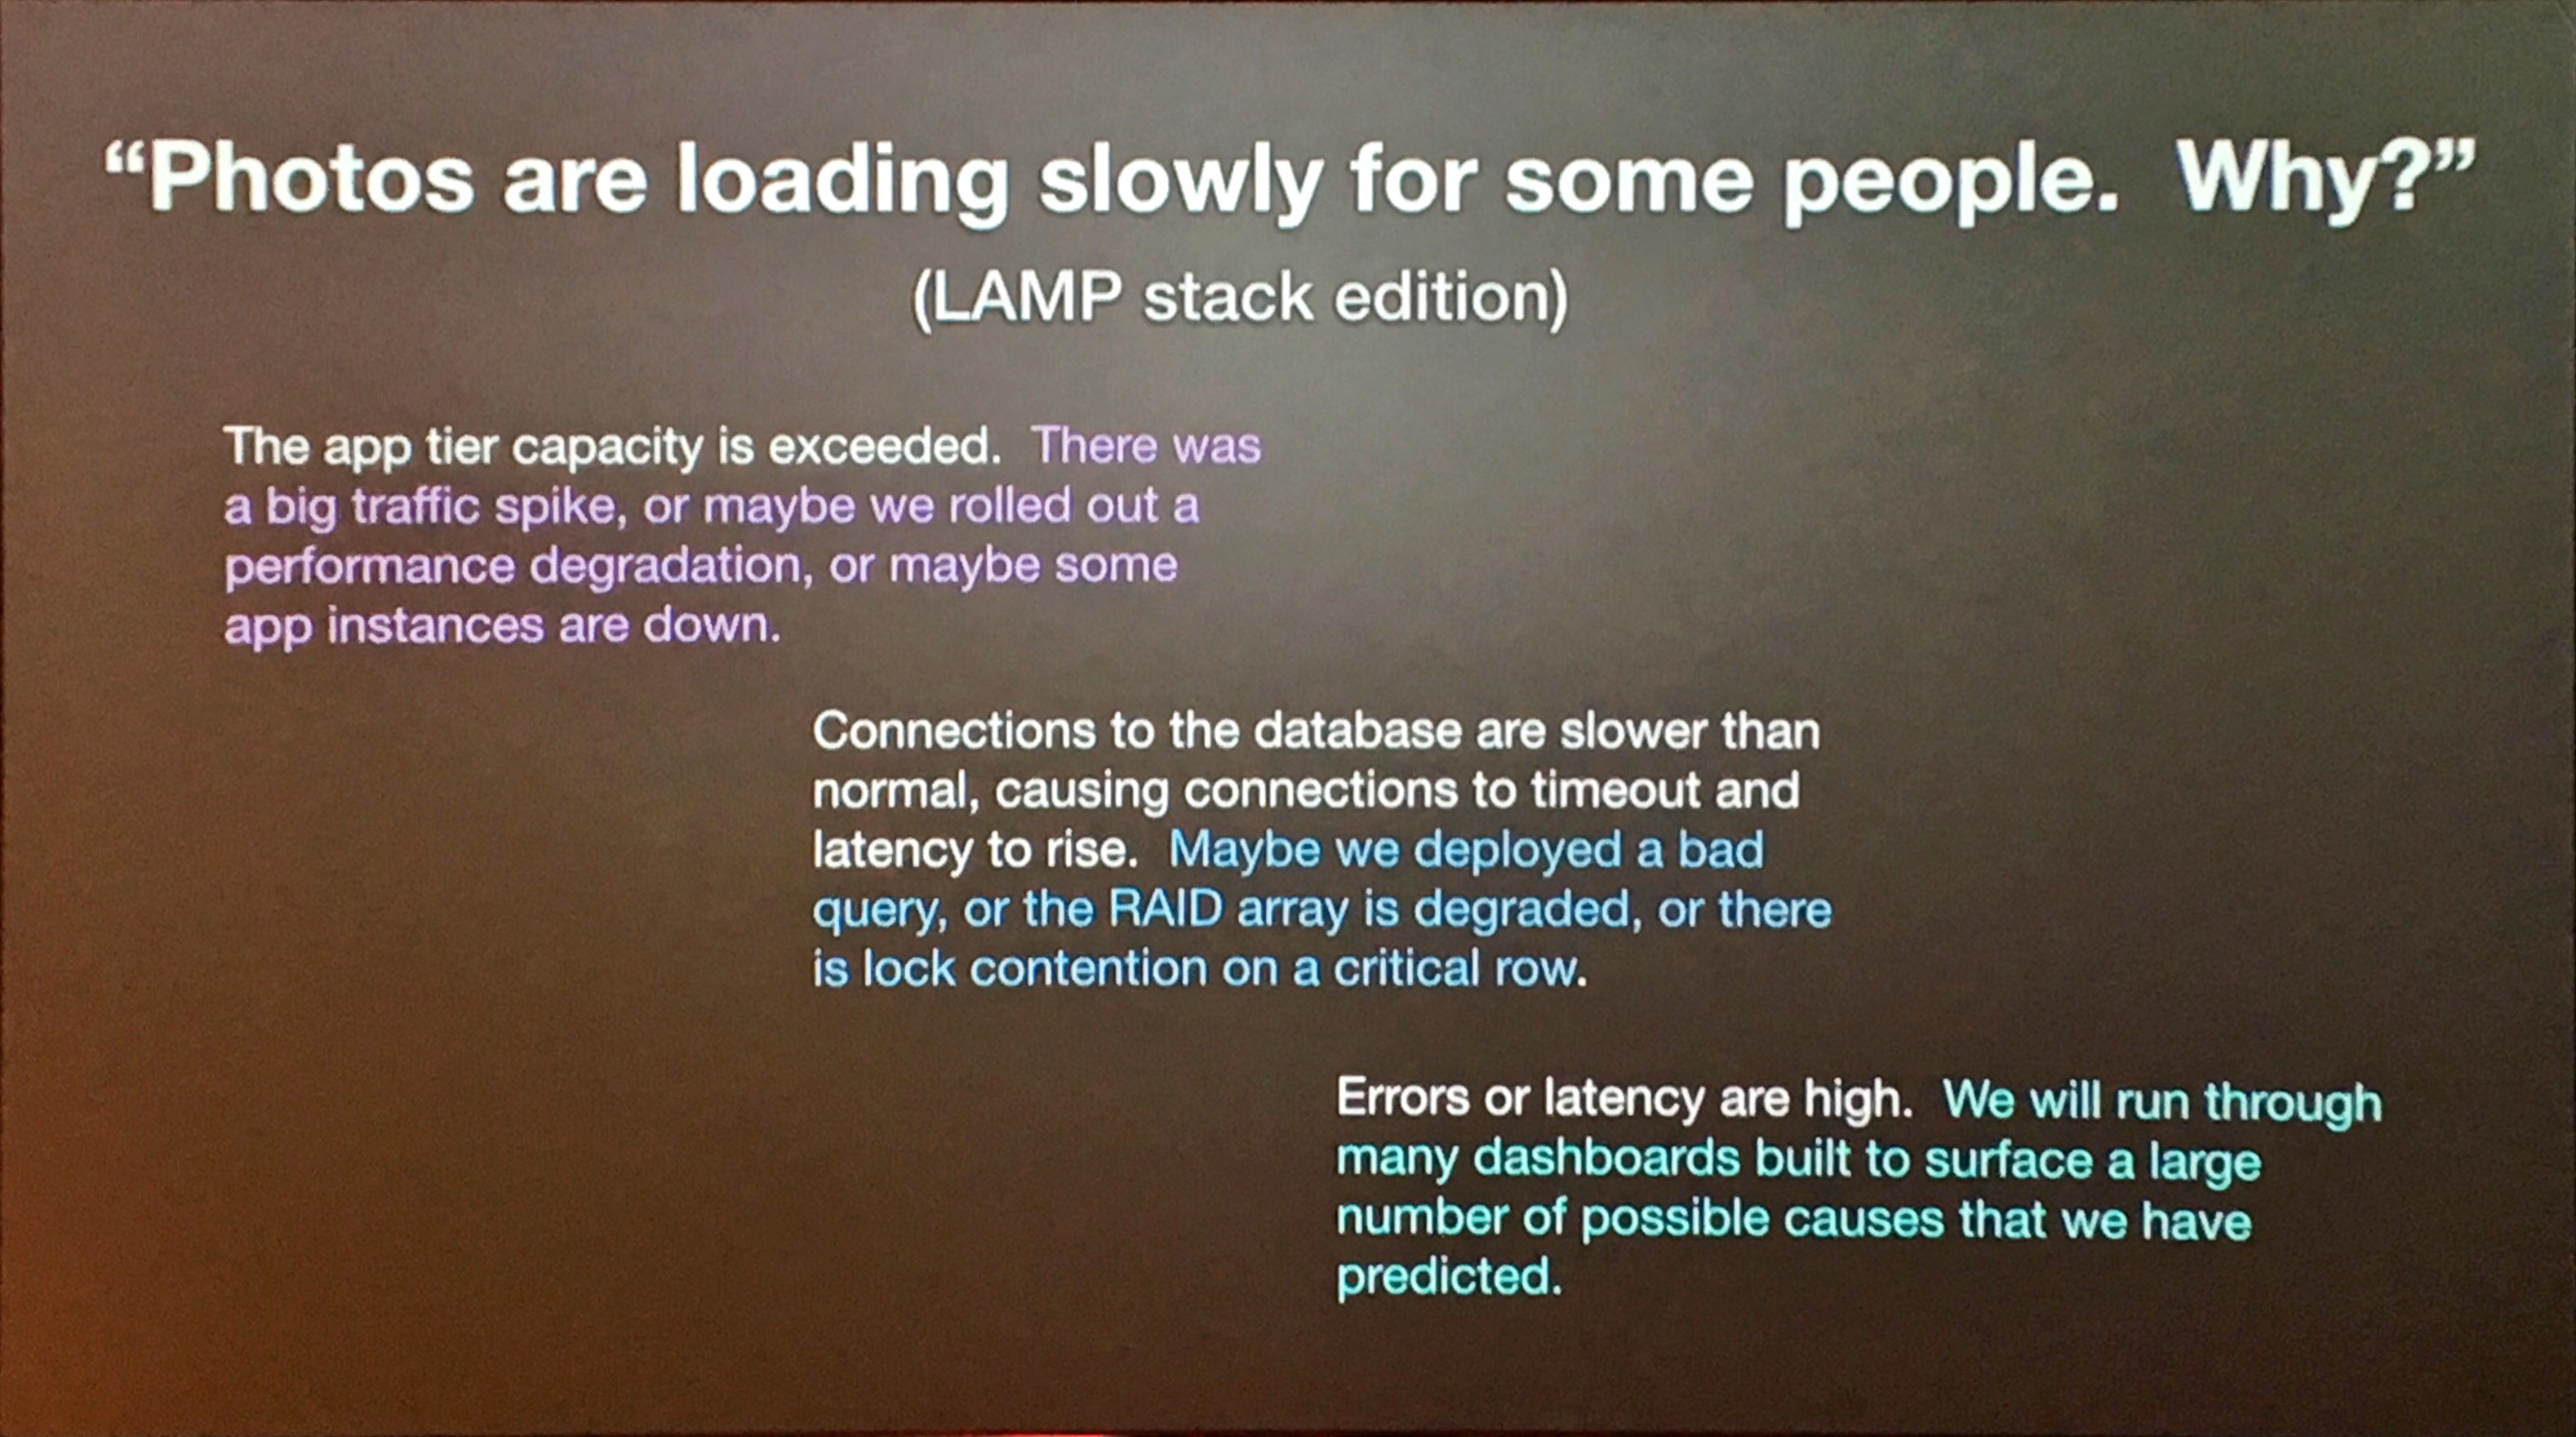 “Photos are loading slowly for some people.  Why?”
(LAMP stack edition)
The app tier capacity is exceeded.  There was
a big traffic spike, or maybe we rolled out a
performance degradation, or maybe some
app instances are down.
Connections to the database are slower than
normal, causing connections to timeout and
latency to rise.  Maybe we deployed a bad
query, or the RAID array is degraded, or there
is lock contention on a critical row.
Errors or latency are high.  We will run through
many dashboards built to surface a large
number of possible causes that we have
predicted.